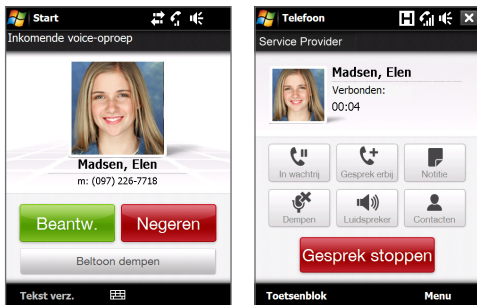 Start
Inkomende voice-oproep
Madsen, Elen
m: (097) 226-7718
Beantw.
Negeren
Beltoon dempen
Tekst verz.
Telefoon
H
Service Provider
Madsen, Elen
Verbonden:
00:04
In wachtrij
Gesprek erbij
Notitie
Dempen
Luidspreker
Contacten
Gesprek stoppen
Toetsenblok
Menu